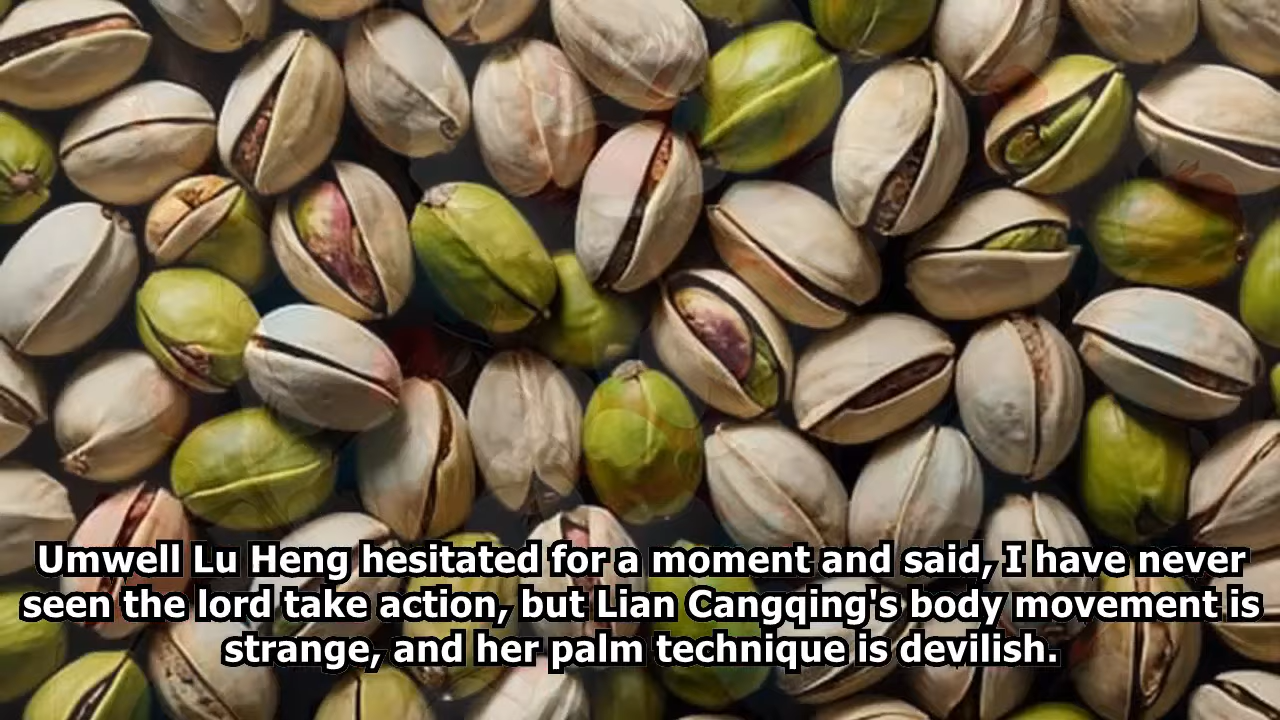 Umwell Lu Heng hesitated for a moment and said, I have never
seen the lord take action, but Lian Cangqing's body movement is
strange, and her palm technique is devilish.